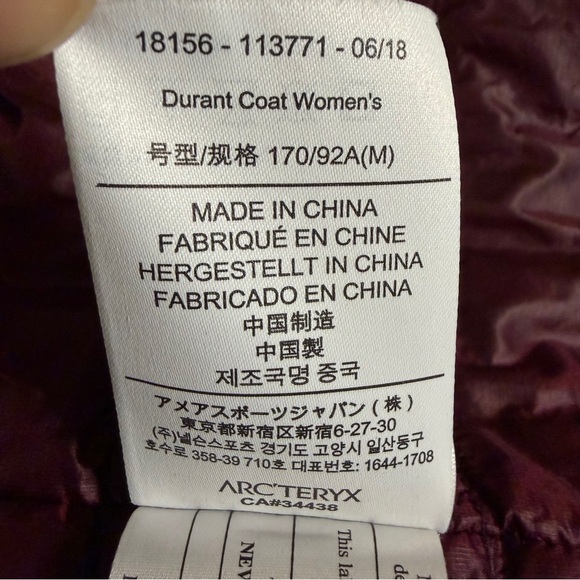 18156 - 113771 - 06/18
Durant Coat Women's
号型/规格 170/92A(M)
MADE IN CHINA
FABRIQUÉ EN CHINE
HERGESTELLT IN CHINA
FABRICADO EN CHINA
中国制造
中国製
제조국명 중국
アメアスポーツジャパン（株）
東京都新宿区新宿6-27-30
(주)넬슨스포츠 경기도 고양시 일산동구
호수로 358-39 710호 대표번호: 1644-1708
ARC'TERYX
CA#34438
NEV
This la